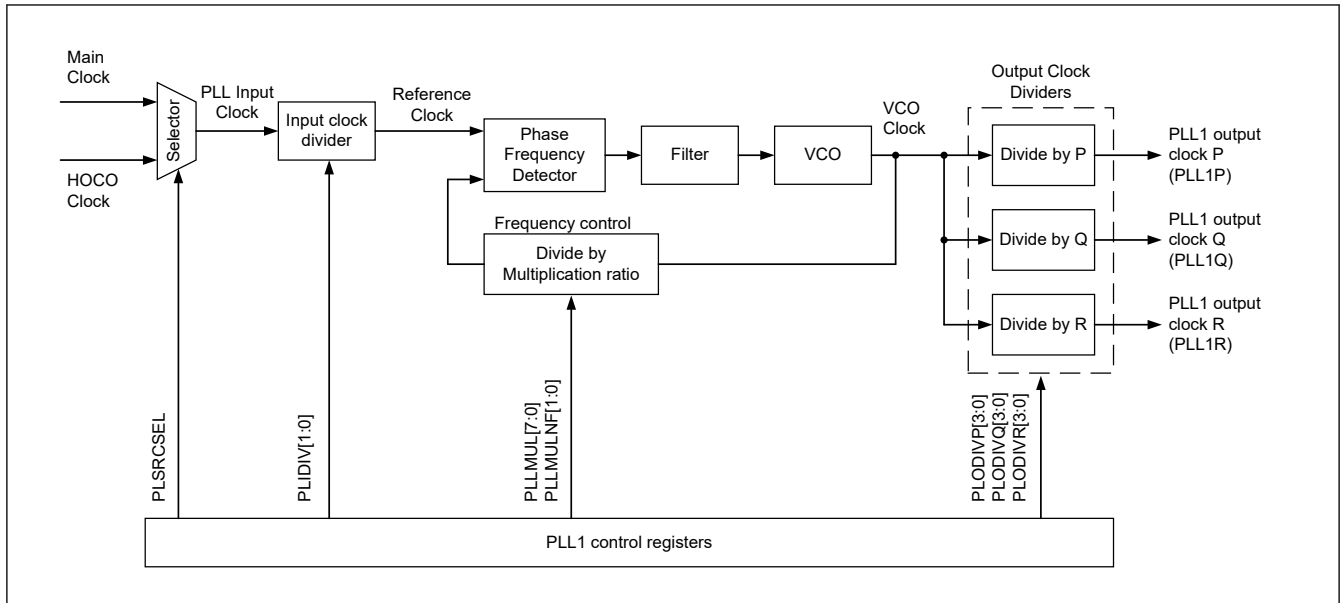 Main
Clock
HOCO
Clock
Selector
PLL Input
Clock
Input clock
divider
Reference
Clock
Phase
Frequency
Detector
Filter
VCO
VCO
Clock
Frequency control
Divide by
Multiplication ratio
Output Clock
Dividers
Divide by P
Divide by Q
Divide by R
PLL1 output
clock P
(PLL1P)
PLL1 output
clock Q
(PLL1Q)
PLL1 output
clock R
(PLL1R)
PLSRCSEL
PLIDIV[1:0]
PLLMUL[7:0]
PLLMULNF[1:0]
PLODIVP[3:0]
PLODIVQ[3:0]
PLODIVR[3:0]
PLL1 control registers